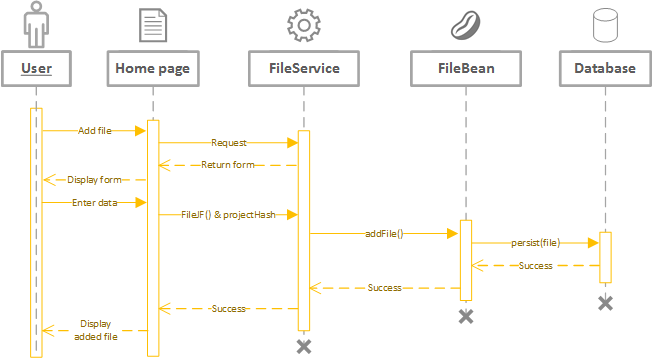 User
Home page
FileService
FileBean
Database
Add file
Request
Return form
Display form
Enter data
FileJF() & projectHash
addFile()
persist(file)
Success
Success
Success
Display
added file